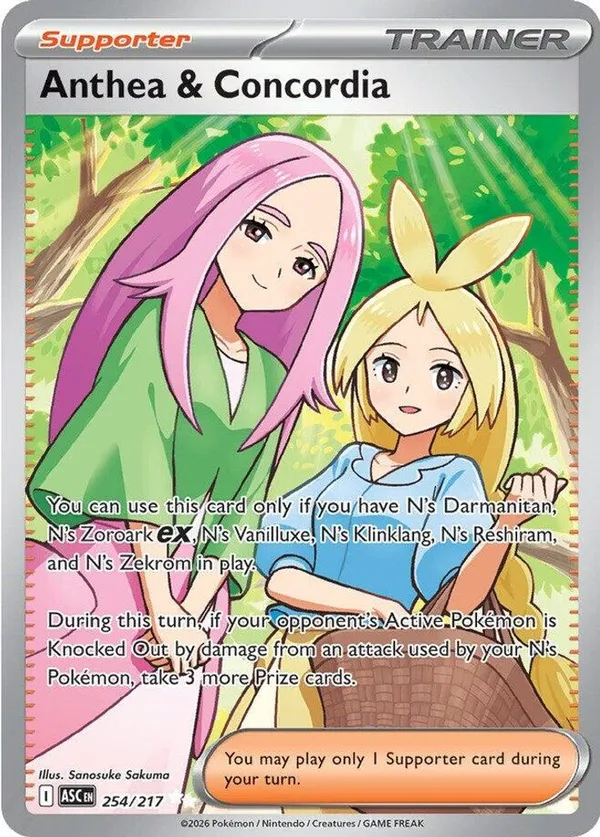 Supporter TRAINER
Anthea & Concordia
You can use this card only if you have N's Darmanitan,
N's Zoroark ex, N's Vanilluxe, N's Klinklang, N's Reshiram,
and N's Zekrom in play.
During this turn, if your opponent's Active Pokémon is
Knocked Out by damage from an attack used by your N's
Pokémon, take 3 more Prize cards.
You may play only 1 Supporter card during
your turn.
Illus. Sanosuke Sakuma
I ASC EN 254/217
©2026 Pokémon / Nintendo / Creatures / GAME FREAK